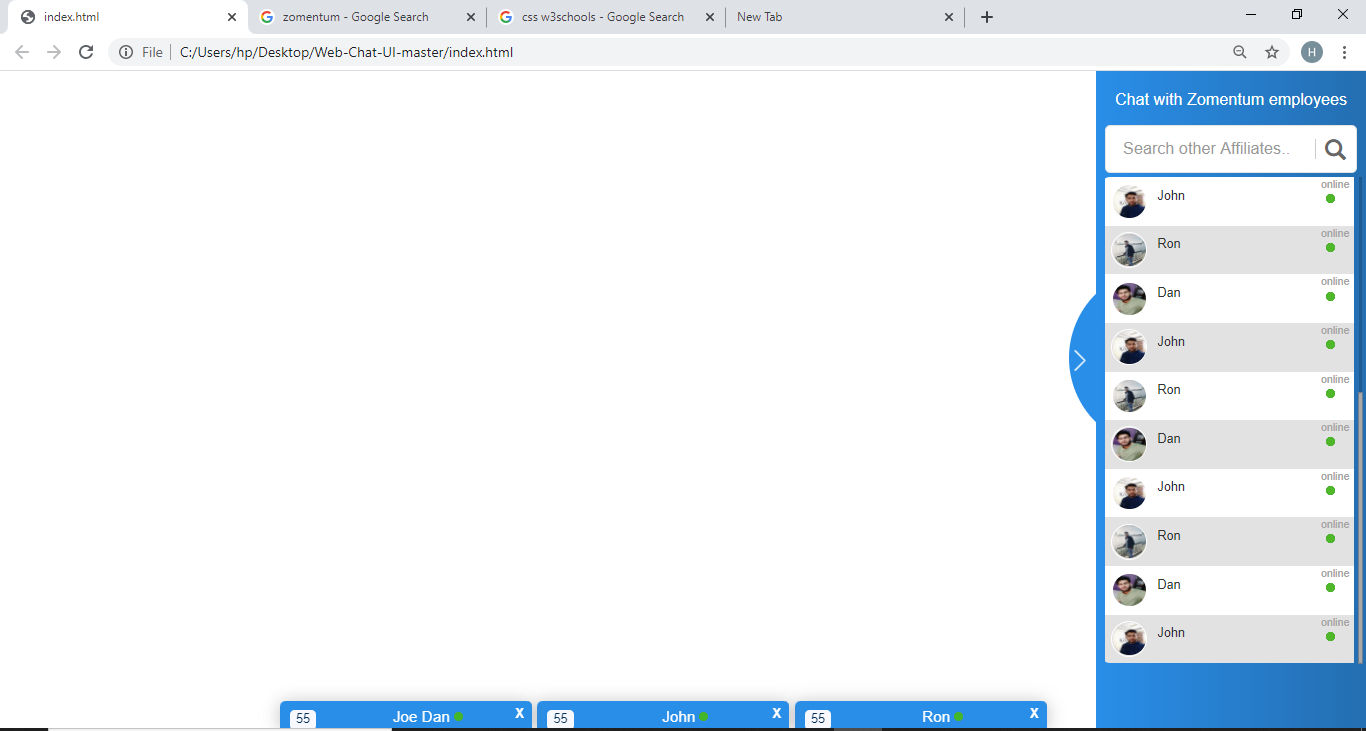 index.html
zomentum - Google Search
css w3schools - Google Search
New Tab
File
C:/Users/hp/Desktop/Web-Chat-UI-master/index.html
H
Chat with Zomentum employees
Search other Affiliates..
John online
Ron online
Dan online
John online
Ron online
Dan online
John online
Ron online
Dan online
John online
55 Joe Dan X
55 John X
55 Ron X